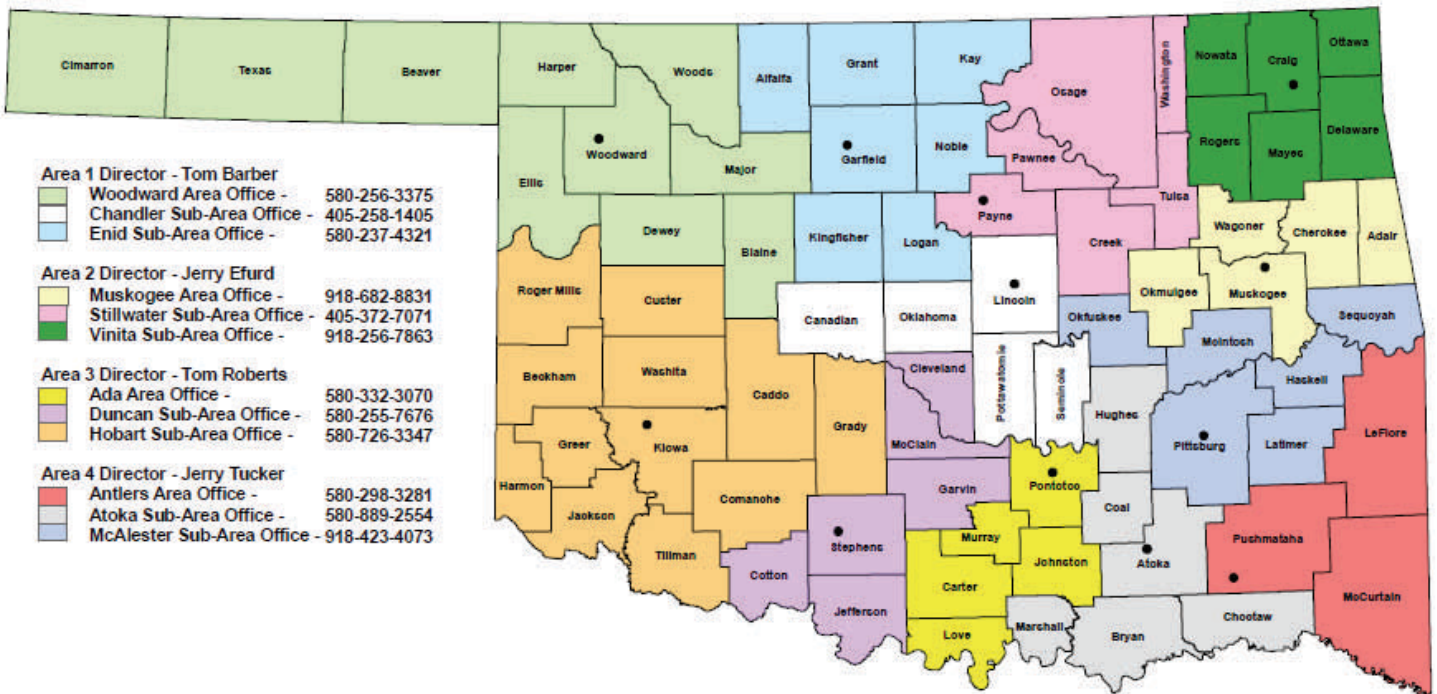 Cimarron
Texas
Beaver
Harper
Woods
Alfalfa
Grant
Kay
Osage
Washington
Nowata
Craig
Ottawa
Ellis
Woodward
Major
Garfield
Noble
Pawnee
Rogers
Mayes
Delaware
Area 1 Director - Tom Barber
Woodward Area Office - 580-256-3375
Chandler Sub-Area Office - 405-258-1405
Enid Sub-Area Office - 580-237-4321
Area 2 Director - Jerry Efurd
Muskogee Area Office - 918-682-8831
Stillwater Sub-Area Office - 405-372-7071
Vinita Sub-Area Office - 918-256-7863
Area 3 Director - Tom Roberts
Ada Area Office - 580-332-3070
Duncan Sub-Area Office - 580-255-7676
Hobart Sub-Area Office - 580-726-3347
Area 4 Director - Jerry Tucker
Antlers Area Office - 580-298-3281
Atoka Sub-Area Office - 580-889-2554
McAlester Sub-Area Office - 918-423-4073
Dewey
Blaine
Kingfisher
Logan
Payne
Creek
Tulsa
Wagoner
Cherokee
Adair
Roger Mills
Custer
Canadian
Oklahoma
Lincoln
Okfuskee
Okmulgee
Muskogee
Sequoyah
Beckham
Washita
Caddo
Grady
Cleveland
Pottawatomie
Seminole
Hughes
McIntosh
Haskell
Greer
Kiowa
McClain
Pittsburg
Latimer
LeFlore
Harmon
Jackson
Comanche
Garvin
Pontotoc
Coal
Tillman
Cotton
Stephens
Murray
Johnston
Atoka
Pushmataha
Jefferson
Carter
Love
Marshall
Bryan
Choctaw
McCurtain